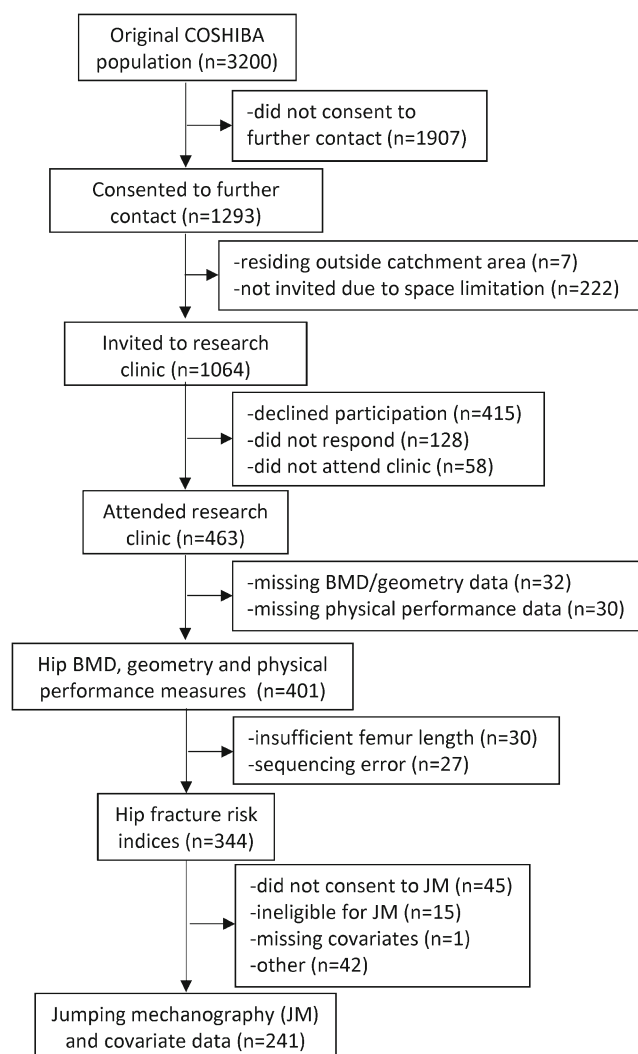 Original COSHIBA
population (n=3200)
-did not consent to
further contact (n=1907)
Consented to further
contact (n=1293)
-residing outside catchment area (n=7)
-not invited due to space limitation (n=222)
Invited to research
clinic (n=1064)
-declined participation (n=415)
-did not respond (n=128)
-did not attend clinic (n=58)
Attended research
clinic (n=463)
-missing BMD/geometry data (n=32)
-missing physical performance data (n=30)
Hip BMD, geometry and physical
performance measures (n=401)
-insufficient femur length (n=30)
-sequencing error (n=27)
Hip fracture risk
indices (n=344)
-did not consent to JM (n=45)
-ineligible for JM (n=15)
-missing covariates (n=1)
-other (n=42)
Jumping mechanography (JM)
and covariate data (n=241)